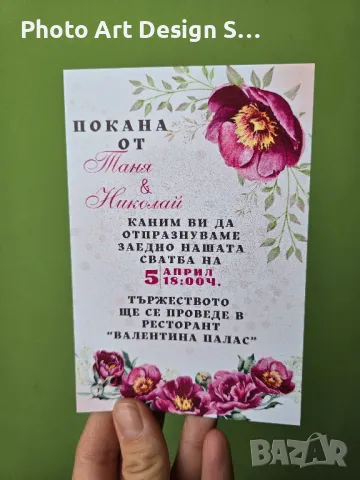 Photo Art Design S...
ПОКАНА
ОТ
Таня
&
Николай
КАНИМ ВИ ДА
ОТПРАЗНУВАМЕ
ЗАЕДНО НАШАТА
СВАТБА НА
5 АПРИЛ
18:00Ч.
ТЪРЖЕСТВОТО
ЩЕ СЕ ПРОВЕДЕ В
РЕСТОРАНТ
"ВАЛЕНТИНА ПАЛАС"
BAZAR